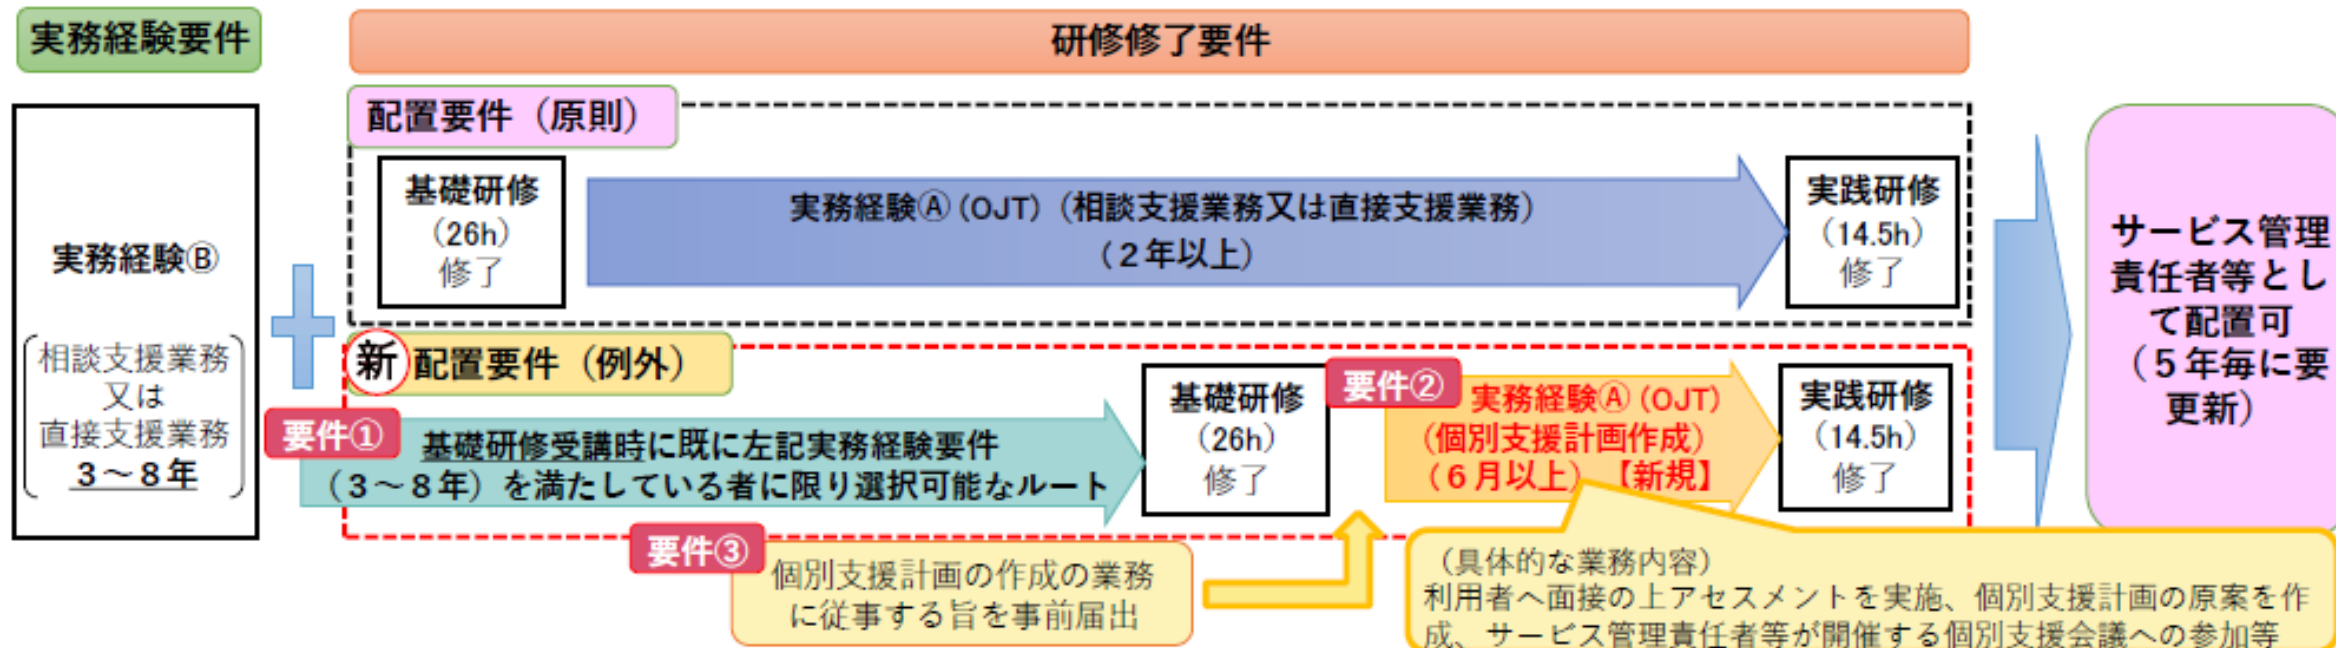 実務経験要件
研修修了要件
実務経験Ⓑ
相談支援業務
又は
直接支援業務
３～８年
配置要件（原則）
基礎研修
（26h）
修了
実務経験Ⓐ (OJT)（相談支援業務又は直接支援業務）
（２年以上）
実践研修
（14.5h）
修了
新
配置要件（例外）
要件①
基礎研修受講時に既に左記実務経験要件
（３～８年）を満たしている者に限り選択可能なルート
基礎研修
（26h）
修了
要件②
実務経験Ⓐ (OJT)
(個別支援計画作成)
（６月以上）【新規】
実践研修
（14.5h）
修了
要件③
個別支援計画の作成の業務
に従事する旨を事前届出
（具体的な業務内容）
利用者へ面接の上アセスメントを実施、個別支援計画の原案を作
成、サービス管理責任者等が開催する個別支援会議への参加等
サービス管理
責任者等とし
て配置可
（５年毎に要
更新）